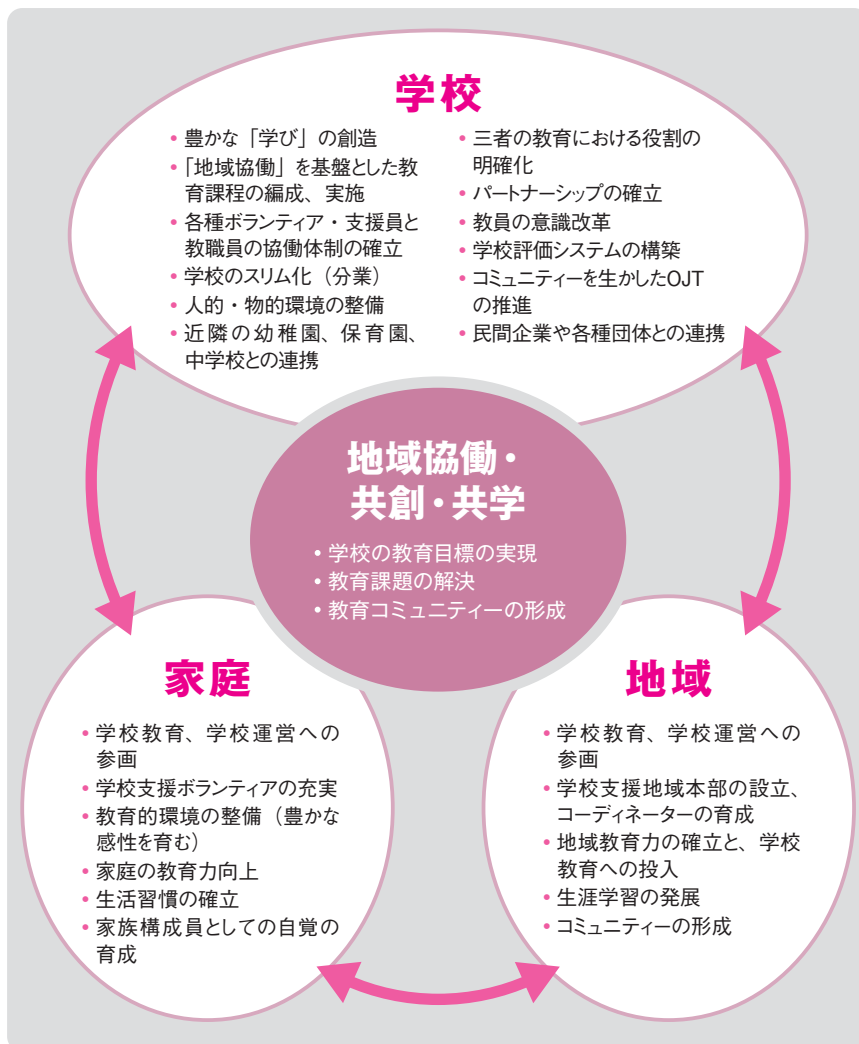 学校
• 豊かな「学び」の創造
• 「地域協働」を基盤とした教
育課程の編成、実施
• 各種ボランティア・支援員と
教職員の協働体制の確立
• 学校のスリム化（分業）
• 人的・物的環境の整備
• 近隣の幼稚園、保育園、
中学校との連携
• 三者の教育における役割の
明確化
• パートナーシップの確立
• 教員の意識改革
• 学校評価システムの構築
• コミュニティーを生かしたOJT
の推進
• 民間企業や各種団体との連携
地域協働・
共創・共学
• 学校の教育目標の実現
• 教育課題の解決
• 教育コミュニティーの形成
家庭
• 学校教育、学校運営への
参画
• 学校支援ボランティアの充実
• 教育的環境の整備（豊かな
感性を育む）
• 家庭の教育力向上
• 生活習慣の確立
• 家族構成員としての自覚の
育成
地域
• 学校教育、学校運営への
参画
• 学校支援地域本部の設立、
コーディネーターの育成
• 地域教育力の確立と、学校
教育への投入
• 生涯学習の発展
• コミュニティーの形成